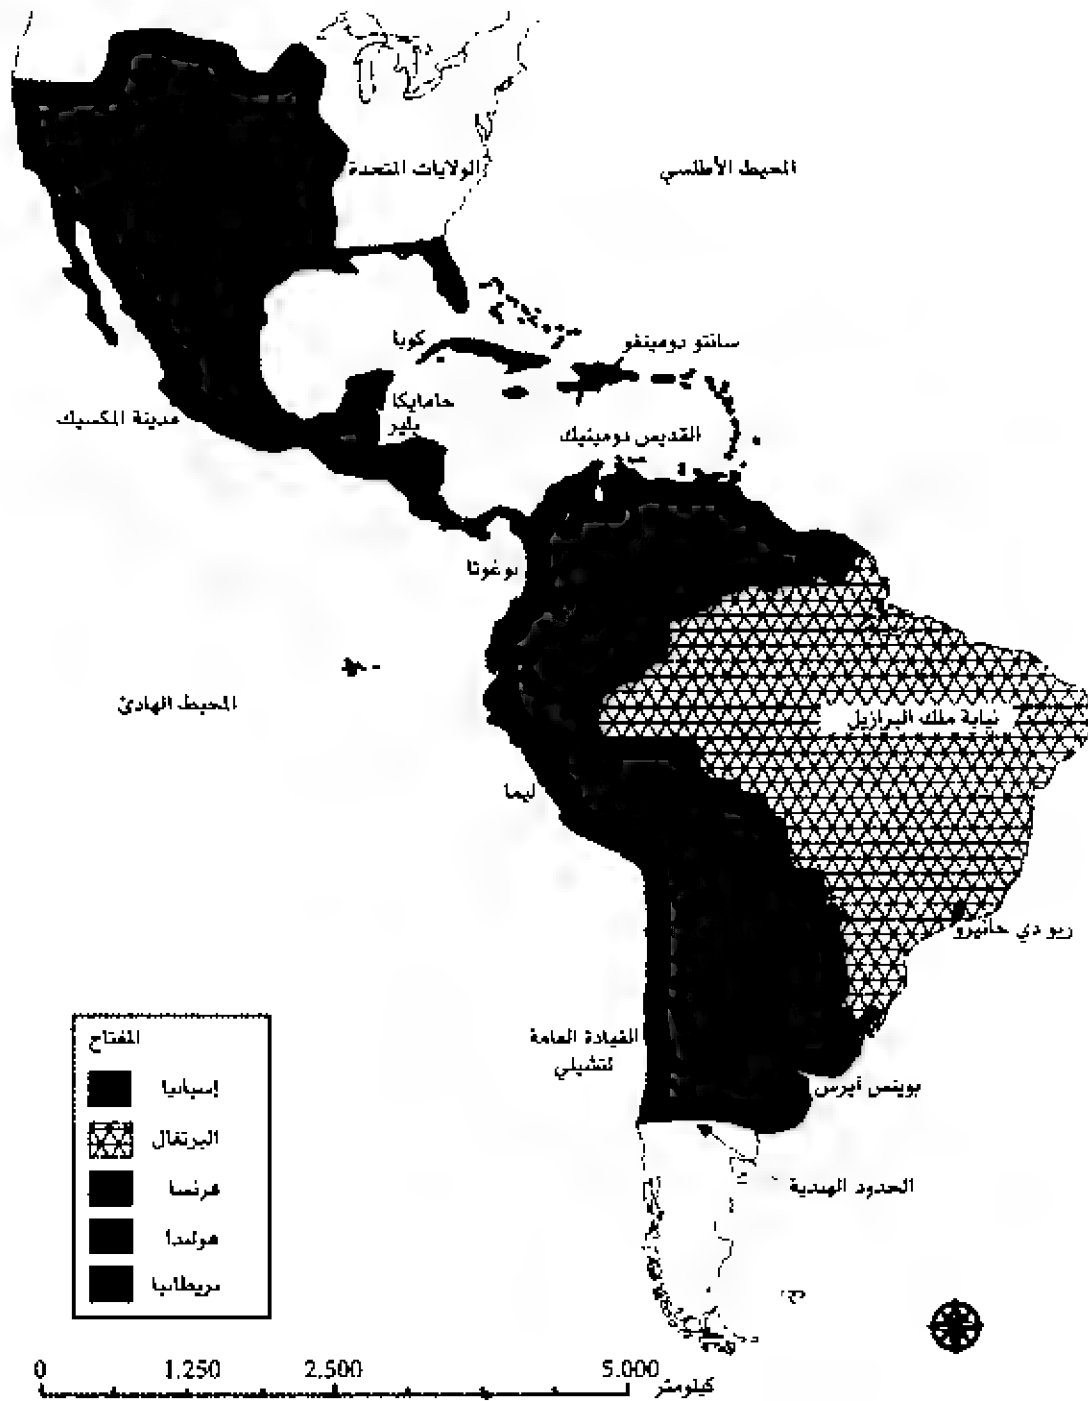 الولايات المتحدة
المحيط الأطلسي
كوبا
سانتو دومينغو
جامايكا
بليز
مدينة المكسيك
القديس دومينيك
بوغوتا
المحيط الهادئ
نيابة ملك البرازيل
ليما
ريو دي جانيرو
القيادة العامة
لتشيلي
بوينس آيرس
الحدود الهندية
المفتاح
إسبانيا
البرتغال
فرنسا
هولندا
بريطانيا
0 1.250 2.500 5.000
كيلومتر